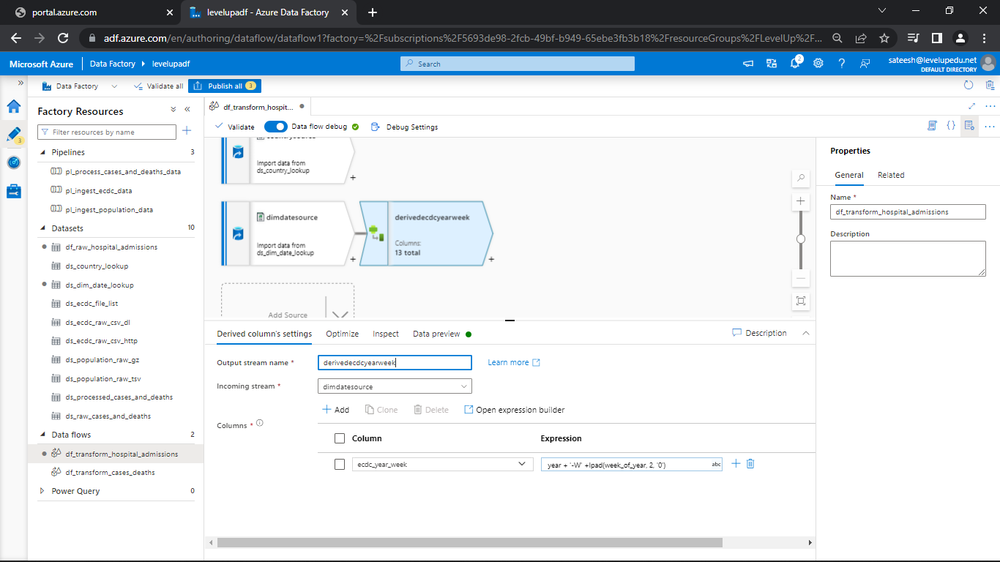 portal.azure.com
levelupadf - Azure Data Factory
adf.azure.com/en/authoring/dataflow/dataflow1?factory=%2Fsubscriptions%2F5693de98-2fcb-49bf-b949-65ebe3fb3b18%2FresourceGroups%2FLevelUp%2F...
Microsoft Azure
Data Factory
levelupadf
Search
2
sateesh@levelupedu.net
DEFAULT DIRECTORY
Data Factory
Validate all
Publish all 3
3
Factory Resources
Filter resources by name
Pipelines 3
pl_process_cases_and_deaths_data
pl_ingest_ecdc_data
pl_ingest_population_data
Datasets 10
df_raw_hospital_admissions
ds_country_lookup
ds_dim_date_lookup
ds_ecdc_file_list
ds_ecdc_raw_csv_dl
ds_ecdc_raw_csv_http
ds_population_raw_gz
ds_population_raw_tsv
ds_processed_cases_and_deaths
ds_raw_cases_and_deaths
Data flows 2
df_transform_hospital_admissions
df_transform_cases_deaths
Power Query 0
df_transform_hospit...
Validate
Data flow debug
Debug Settings
Import data from
ds_country_lookup
+
dimdatesource
Import data from
ds_dim_date_lookup
+
derivedecdcyearweek
Columns:
13 total
+
Add Source
Derived column's settings
Optimize
Inspect
Data preview
Description
Output stream name *
derivedecdcyearweek
Learn more
Incoming stream *
dimdatesource
Add
Clone
Delete
Open expression builder
Columns *
Column
Expression
ecdc_year_week
year + '-W' +lpad(week_of_year, 2, '0')
abc
Properties
General
Related
Name *
df_transform_hospital_admissions
Description